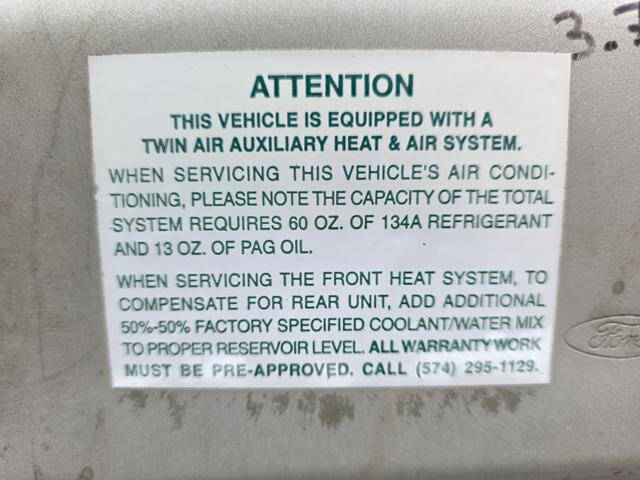 3.7
ATTENTION
THIS VEHICLE IS EQUIPPED WITH A
TWIN AIR AUXILIARY HEAT & AIR SYSTEM.
WHEN SERVICING THIS VEHICLE'S AIR CONDI-
TIONING, PLEASE NOTE THE CAPACITY OF THE TOTAL
SYSTEM REQUIRES 60 OZ. OF 134A REFRIGERANT
AND 13 OZ. OF PAG OIL.
WHEN SERVICING THE FRONT HEAT SYSTEM, TO
COMPENSATE FOR REAR UNIT, ADD ADDITIONAL
50%-50% FACTORY SPECIFIED COOLANT/WATER MIX
TO PROPER RESERVOIR LEVEL. ALL WARRANTY WORK
MUST BE PRE-APPROVED. CALL (574) 295-1129.
Ford